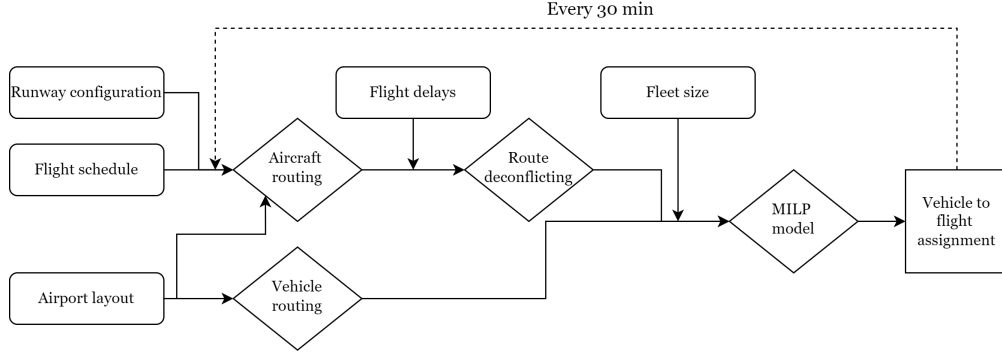 Every 30 min
Runway configuration
Flight delays
Fleet size
Flight schedule
Aircraft
routing
Route
deconflicting
MILP
model
Vehicle to
flight
assignment
Airport layout
Vehicle
routing